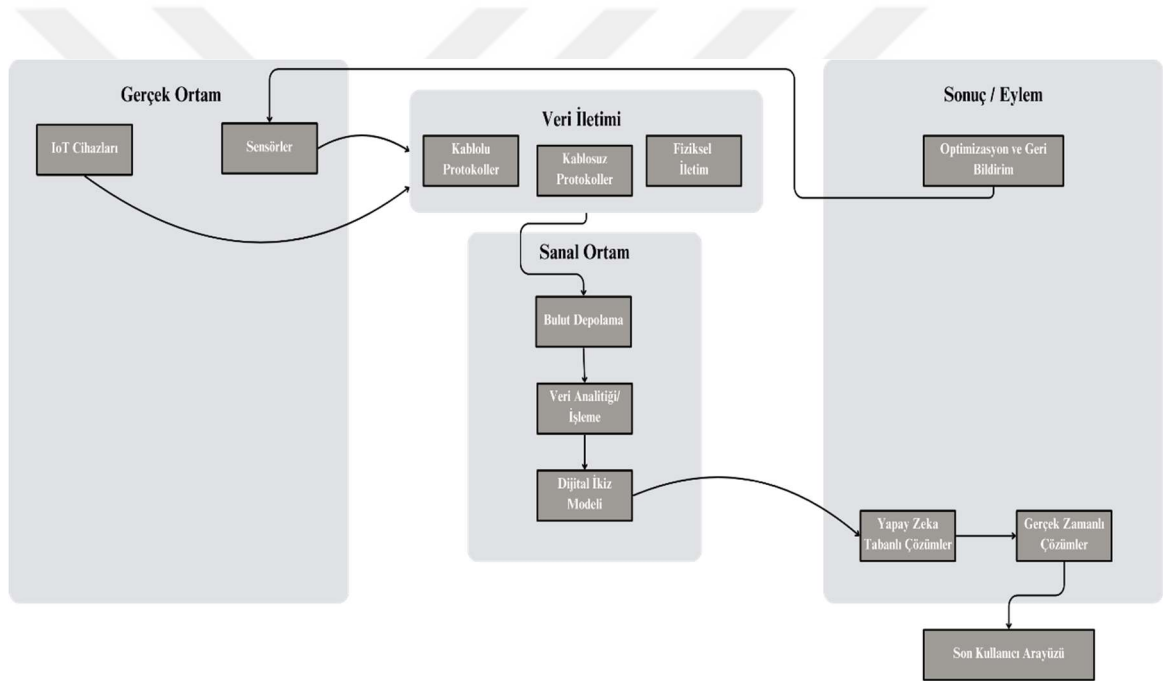 Gerçek Ortam
IoT Cihazları
Sensörler
Veri İletimi
Kablolu
Protokoller
Kablosuz
Protokoller
Fiziksel
İletim
Sanal Ortam
Bulut Depolama
Veri Analitiği/
İşleme
Dijital İkiz
Modeli
Sonuç / Eylem
Optimizasyon ve Geri
Bildirim
Yapay Zeka
Tabanlı Çözümler
Gerçek Zamanlı
Çözümler
Son Kullanıcı Arayüzü